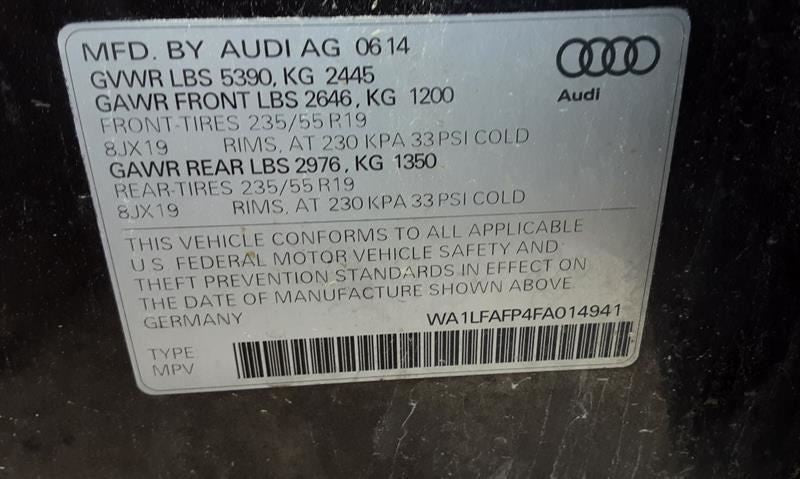 MFD. BY AUDI AG 06 14
GVWR LBS 5390, KG 2445
GAWR FRONT LBS 2646, KG 1200
FRONT-TIRES 235/55 R19
8JX19 RIMS, AT 230 KPA 33 PSI COLD
GAWR REAR LBS 2976, KG 1350
REAR-TIRES 235/55 R19
8JX19 RIMS, AT 230 KPA 33 PSI COLD
Audi
THIS VEHICLE CONFORMS TO ALL APPLICABLE
U.S. FEDERAL MOTOR VEHICLE SAFETY AND
THEFT PREVENTION STANDARDS IN EFFECT ON
THE DATE OF MANUFACTURE SHOWN ABOVE.
GERMANY WA1LFAFP4FA014941
TYPE
MPV